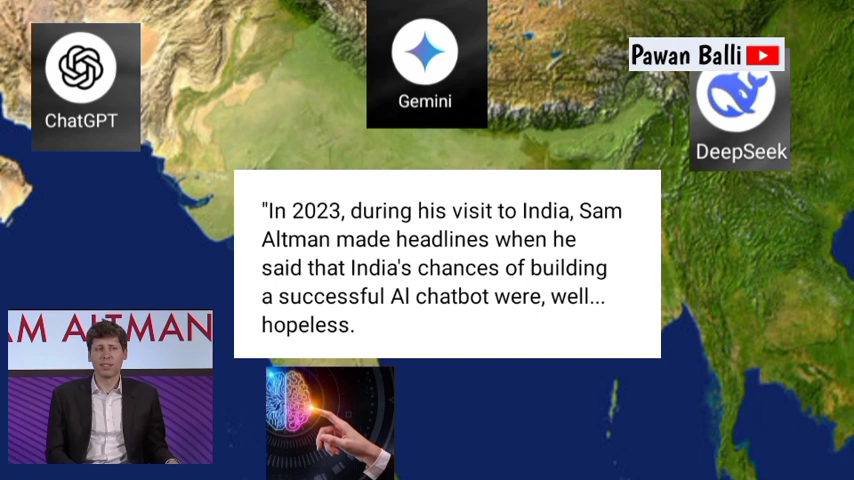 Pawan Balli
ChatGPT
Gemini
DeepSeek
"In 2023, during his visit to India, Sam
Altman made headlines when he
said that India's chances of building
a successful AI chatbot were, well...
hopeless.
AM ALTMAN